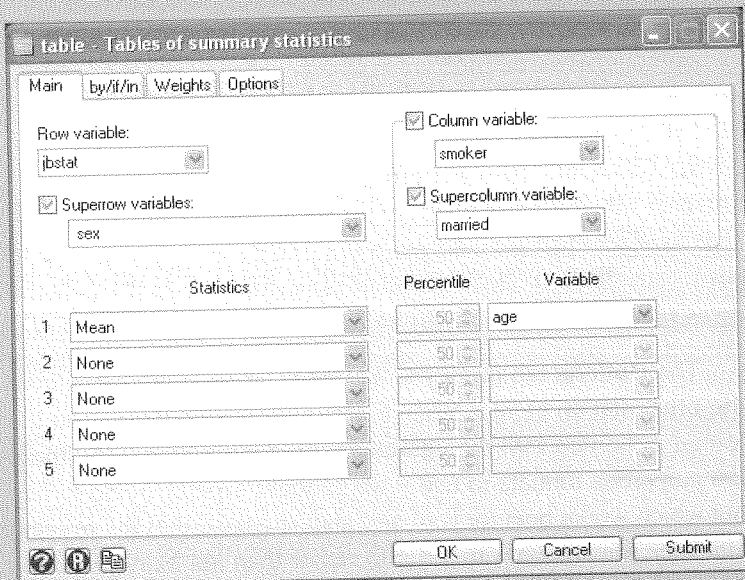 table - Tables of summary statistics
Main by/if/in Weights Options
Row variable:
jbstat
Superrow variables:
sex
Column variable:
smoker
Supercolumn variable:
married
Statistics Percentile Variable
1 Mean 50 age
2 None 50
3 None 50
4 None 50
5 None 50
OK Cancel Submit